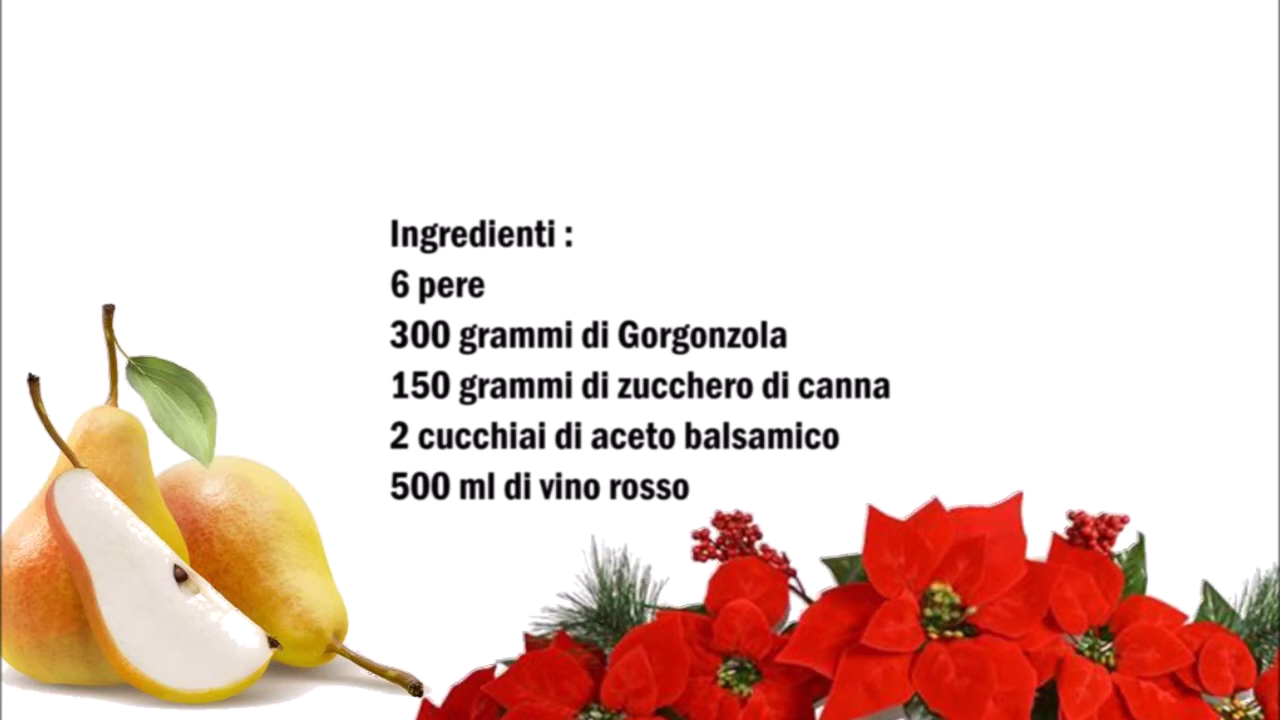 Ingredienti :
6 pere
300 grammi di Gorgonzola
150 grammi di zucchero di canna
2 cucchiai di aceto balsamico
500 ml di vino rosso